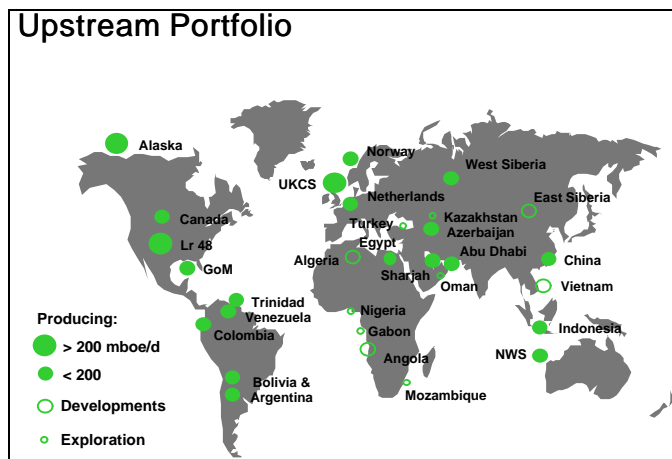 Upstream Portfolio
Alaska
Norway
West Siberia
UKCS
Netherlands
East Siberia
Canada
Turkey
Kazakhstan
Azerbaijan
Lr 48
Egypt
Algeria
Abu Dhabi
China
GoM
Sharjah
Oman
Vietnam
Trinidad
Venezuela
Nigeria
Producing:
Colombia
Gabon
Indonesia
> 200 mboe/d
Angola
NWS
< 200
Bolivia &
Argentina
Mozambique
Developments
Exploration